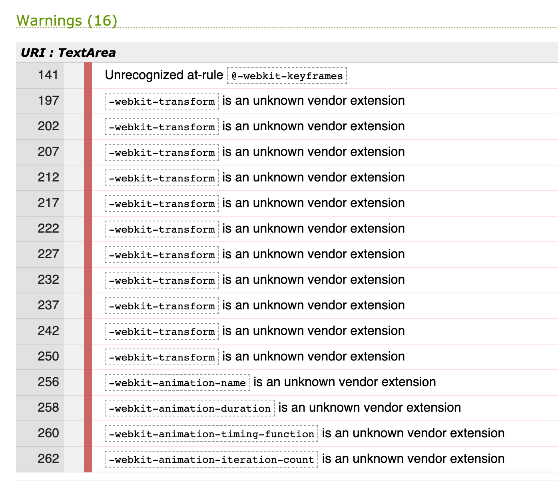 Warnings (16)
URI : TextArea
141 Unrecognized at-rule @-webkit-keyframes
197 -webkit-transform is an unknown vendor extension
202 -webkit-transform is an unknown vendor extension
207 -webkit-transform is an unknown vendor extension
212 -webkit-transform is an unknown vendor extension
217 -webkit-transform is an unknown vendor extension
222 -webkit-transform is an unknown vendor extension
227 -webkit-transform is an unknown vendor extension
232 -webkit-transform is an unknown vendor extension
237 -webkit-transform is an unknown vendor extension
242 -webkit-transform is an unknown vendor extension
250 -webkit-transform is an unknown vendor extension
256 -webkit-animation-name is an unknown vendor extension
258 -webkit-animation-duration is an unknown vendor extension
260 -webkit-animation-timing-function is an unknown vendor extension
262 -webkit-animation-iteration-count is an unknown vendor extension